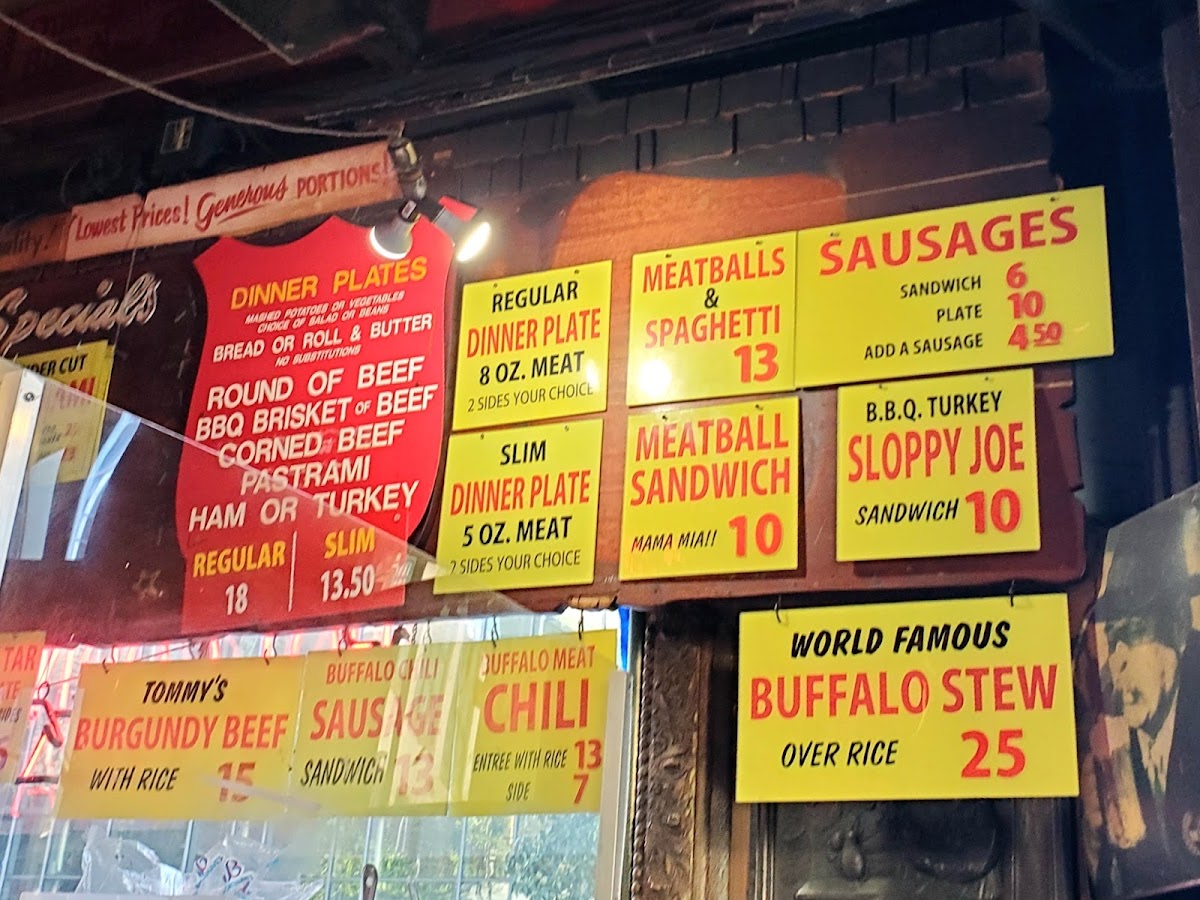 Lowest Prices! Generous PORTIONS!
Specials
DINNER PLATES
MASHED POTATOES OR VEGETABLES
CHOICE OF SALAD OR BEANS
BREAD OR ROLL & BUTTER
NO SUBSTITUTIONS
ROUND OF BEEF
BBQ BRISKET OF BEEF
CORNED BEEF
PASTRAMI
HAM OR TURKEY
REGULAR SLIM
18 13.50
REGULAR
DINNER PLATE
8 OZ. MEAT
2 SIDES YOUR CHOICE
SLIM
DINNER PLATE
5 OZ. MEAT
2 SIDES YOUR CHOICE
MEATBALLS
&
SPAGHETTI
13
SAUSAGES
SANDWICH 6
PLATE 10
ADD A SAUSAGE 4 50
MEATBALL
SANDWICH
MAMA MIA!! 10
B.B.Q. TURKEY
SLOPPY JOE
SANDWICH 10
CUT
TAR
TOMMY'S
BURGUNDY BEEF
WITH RICE 15
BUFFALO CHILI
SAUSAGE
SANDWICH 13
BUFFALO MEAT
CHILI
ENTREE WITH RICE 13
SIDE 7
WORLD FAMOUS
BUFFALO STEW
OVER RICE 25